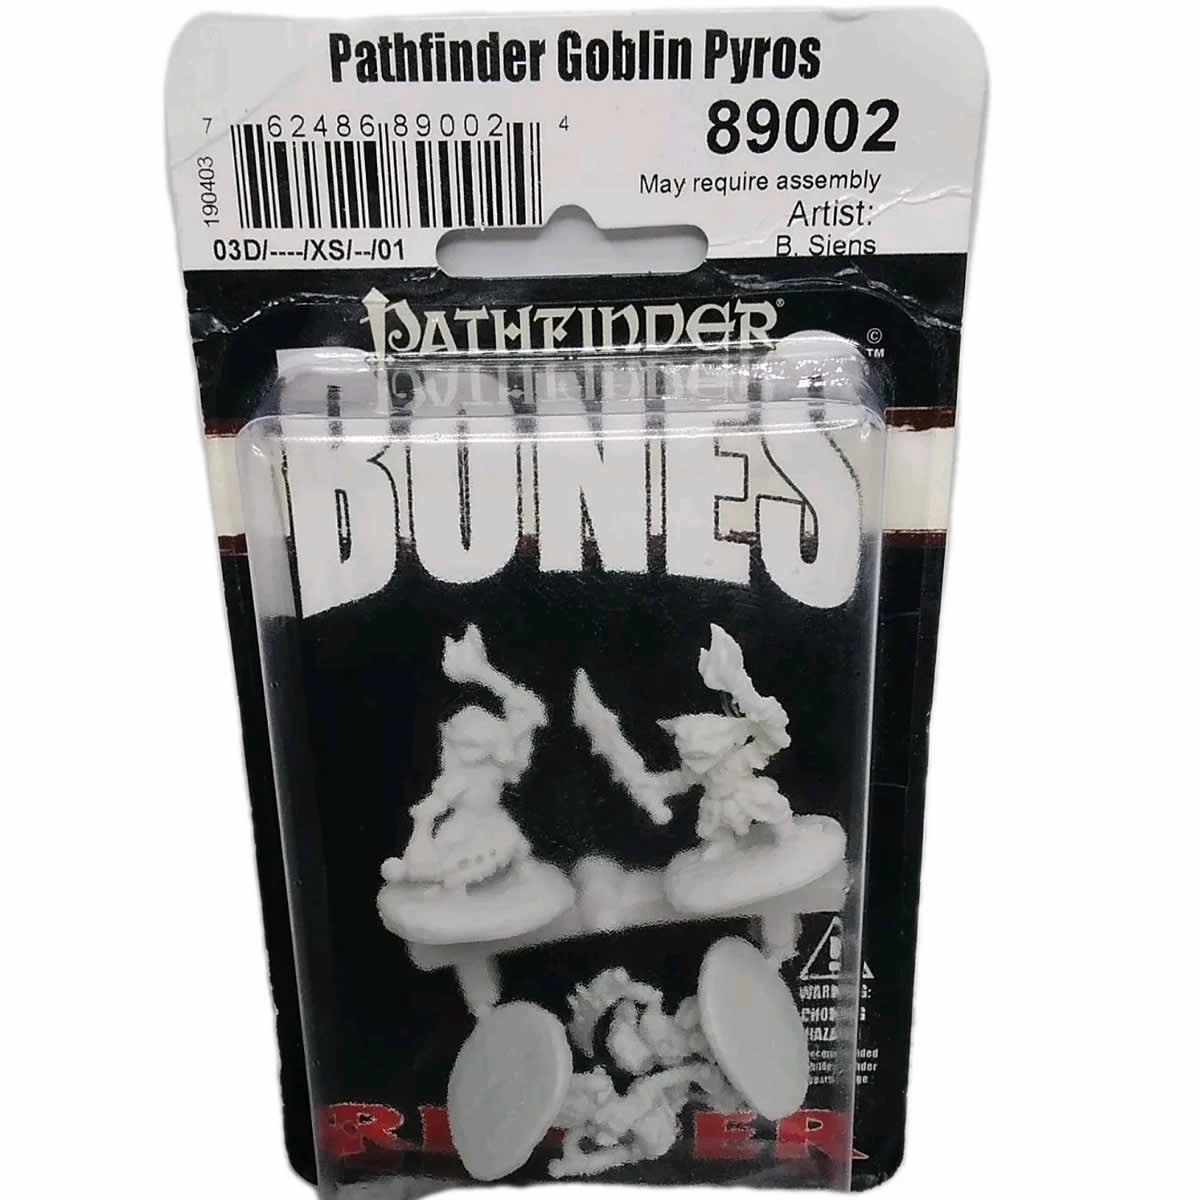 Pathfinder Goblin Pyros
7 62486 89002 4
89002
190403
May require assembly
Artist:
03D/----/XS/--/01
B. Siens
PATHFINDER®
©
BONES
™
WARNING: